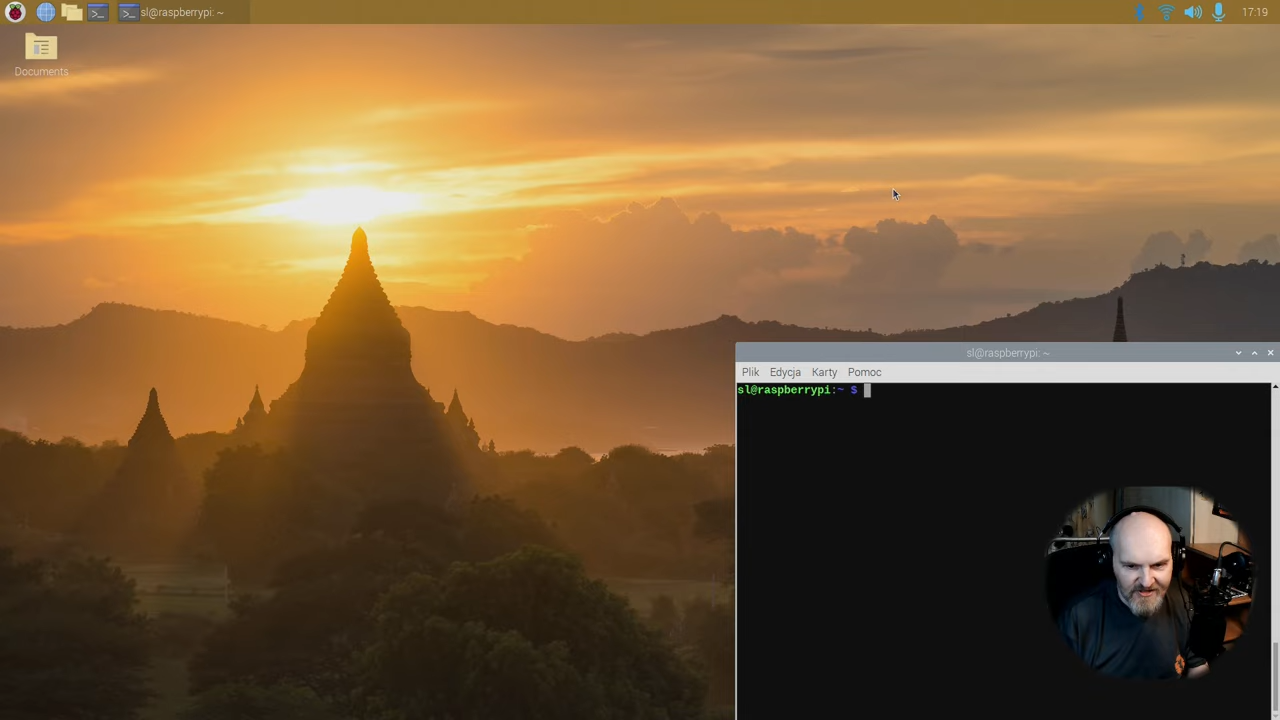 sl@raspberrypi: ~
17:19
Documents
sl@raspberrypi: ~
Plik Edycja Karty Pomoc
sl@raspberrypi:~ $